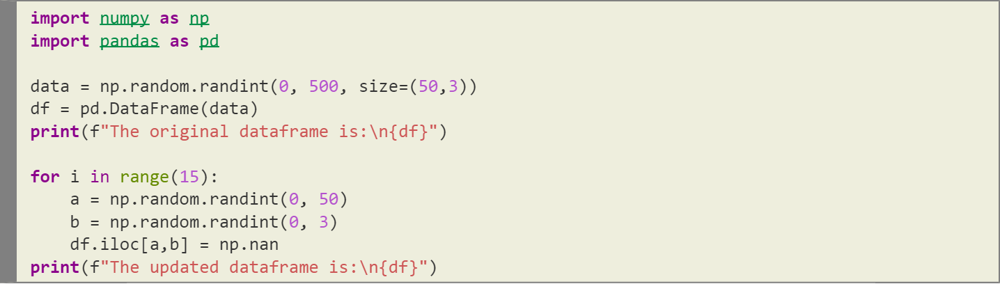 import numpy as np
import pandas as pd
data = np.random.randint(0, 500, size=(50,3))
df = pd.DataFrame(data)
print(f"The original dataframe is:\n{df}")
for i in range(15):
    a = np.random.randint(0, 50)
    b = np.random.randint(0, 3)
    df.iloc[a,b] = np.nan
print(f"The updated dataframe is:\n{df}")